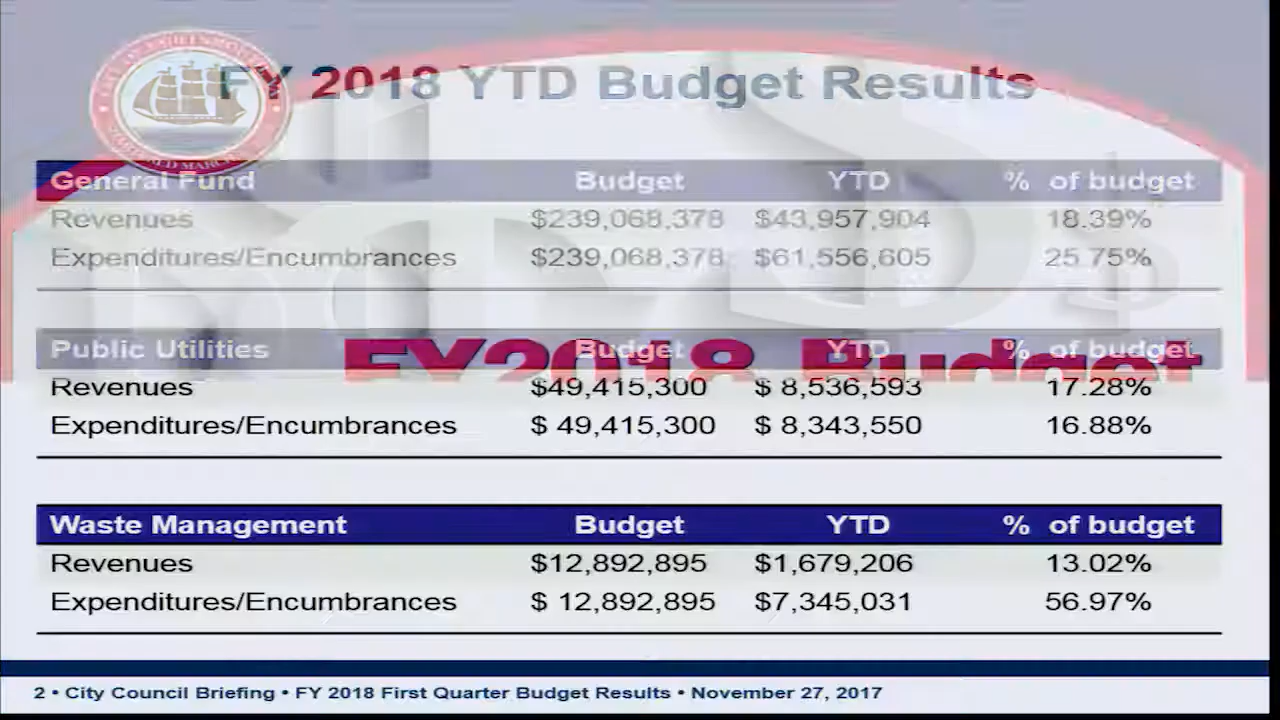 FY 2018 YTD Budget Results
General Fund Budget YTD % of budget
Revenues $239,068,378 $43,957,904 18.39%
Expenditures/Encumbrances $239,068,378 $61,556,605 25.75%
Public Utilities Budget YTD % of budget
FY2018 Budget
Revenues $49,415,300 $ 8,536,593 17.28%
Expenditures/Encumbrances $ 49,415,300 $ 8,343,550 16.88%
Waste Management Budget YTD % of budget
Revenues $12,892,895 $1,679,206 13.02%
Expenditures/Encumbrances $ 12,892,895 $7,345,031 56.97%
2 • City Council Briefing • FY 2018 First Quarter Budget Results • November 27, 2017